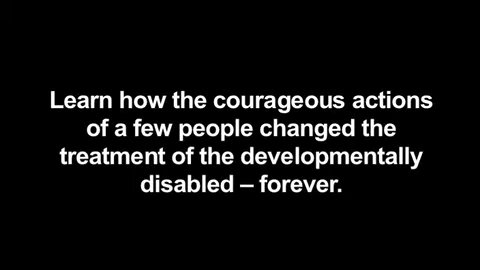 Learn how the courageous actions
of a few people changed the
treatment of the developmentally
disabled – forever.